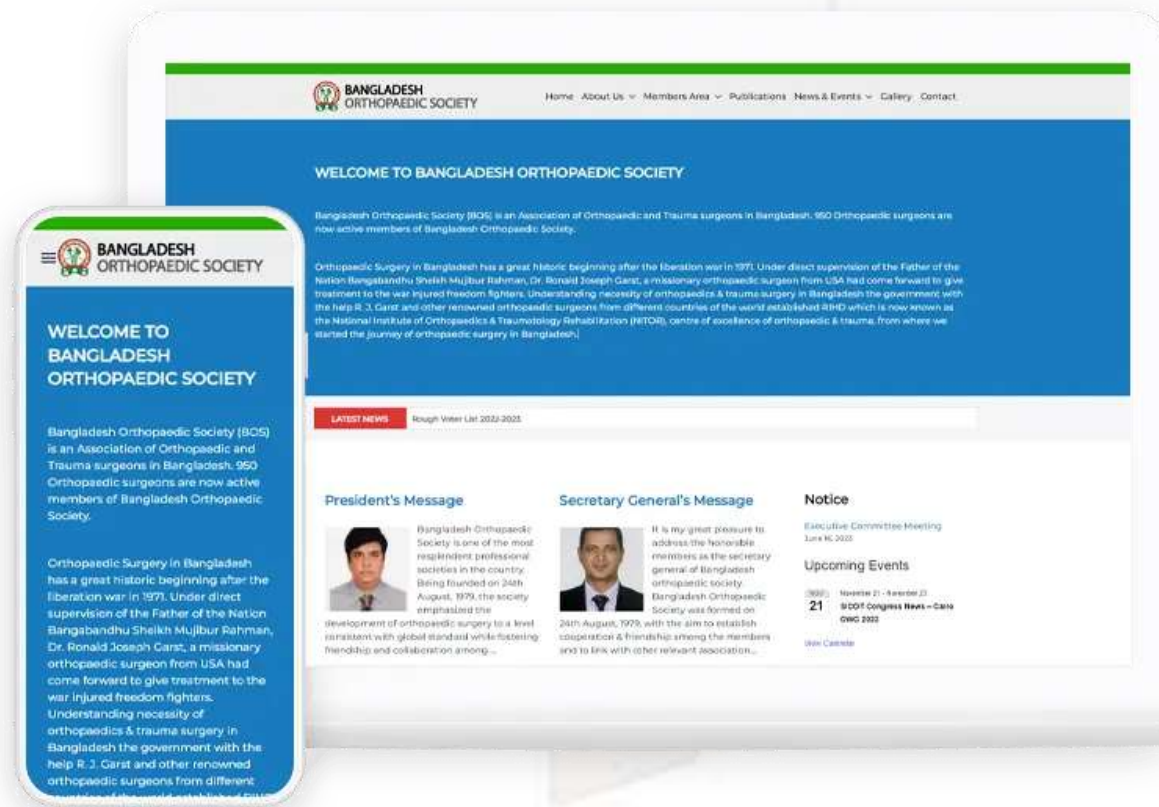 BANGLADESH
ORTHOPAEDIC SOCIETY
Home About Us Members Area Publications News & Events Gallery Contact
WELCOME TO BANGLADESH ORTHOPAEDIC SOCIETY
Bangladesh Orthopaedic Society (BOS) is an Association of Orthopaedic and Trauma surgeons in Bangladesh. 950 Orthopaedic surgeons are
now active members of Bangladesh Orthopaedic Society.
Orthopaedic Surgery in Bangladesh has a great historic beginning after the liberation war in 1971. Under direct supervision of the Father of the
Nation Bangabandhu Sheikh Mujibur Rahman, Dr. Ronald Joseph Garst, a missionary orthopaedic surgeon from USA had come forward to give
treatment to the war injured freedom fighters. Understanding necessity of orthopaedics & trauma surgery in Bangladesh the government with
the help R. J. Garst and other renowned orthopaedic surgeons from different countries of the world established RIHD which is now known as
the National Institute of Orthopaedics & Traumatology Rehabilitation (NITOR), centre of excellence of orthopaedic & trauma, from where we
started the journey of orthopaedic surgery in Bangladesh.
LATEST NEWS Rough Voter List 2022-2023
President's Message
Bangladesh Orthopaedic
Society is one of the most
resplendent professional
societies in the country.
Being founded on 24th
August, 1979, the society
emphasized the
development of orthopaedic surgery to a level
consistent with global standard while fostering
friendship and collaboration among ...
Secretary General's Message
It is my great pleasure to
address the honorable
members as the secretary
general of Bangladesh
orthopaedic society.
Bangladesh Orthopaedic
Society was formed on
24th August, 1979, with the aim to establish
cooperation & friendship among the members
and to link with other relevant association...
Notice
Executive Committee Meeting
June 16,
Upcoming Events
NOV
21
November 21 - November 23
SICOT Congress News – Cairo
View Calendar
BANGLADESH
ORTHOPAEDIC SOCIETY
WELCOME TO
BANGLADESH
ORTHOPAEDIC SOCIETY
Bangladesh Orthopaedic Society (BOS)
is an Association of Orthopaedic and
Trauma surgeons in Bangladesh. 950
Orthopaedic surgeons are now active
members of Bangladesh Orthopaedic
Society.
Orthopaedic Surgery in Bangladesh
has a great historic beginning after the
liberation war in 1971. Under direct
supervision of the Father of the Nation
Bangabandhu Sheikh Mujibur Rahman,
Dr. Ronald Joseph Garst, a missionary
orthopaedic surgeon from USA had
come forward to give treatment to the
war injured freedom fighters.
Understanding necessity of
orthopaedics & trauma surgery in
Bangladesh the government with the
help R. J. Garst and other renowned
orthopaedic surgeons from different
countries of the world established